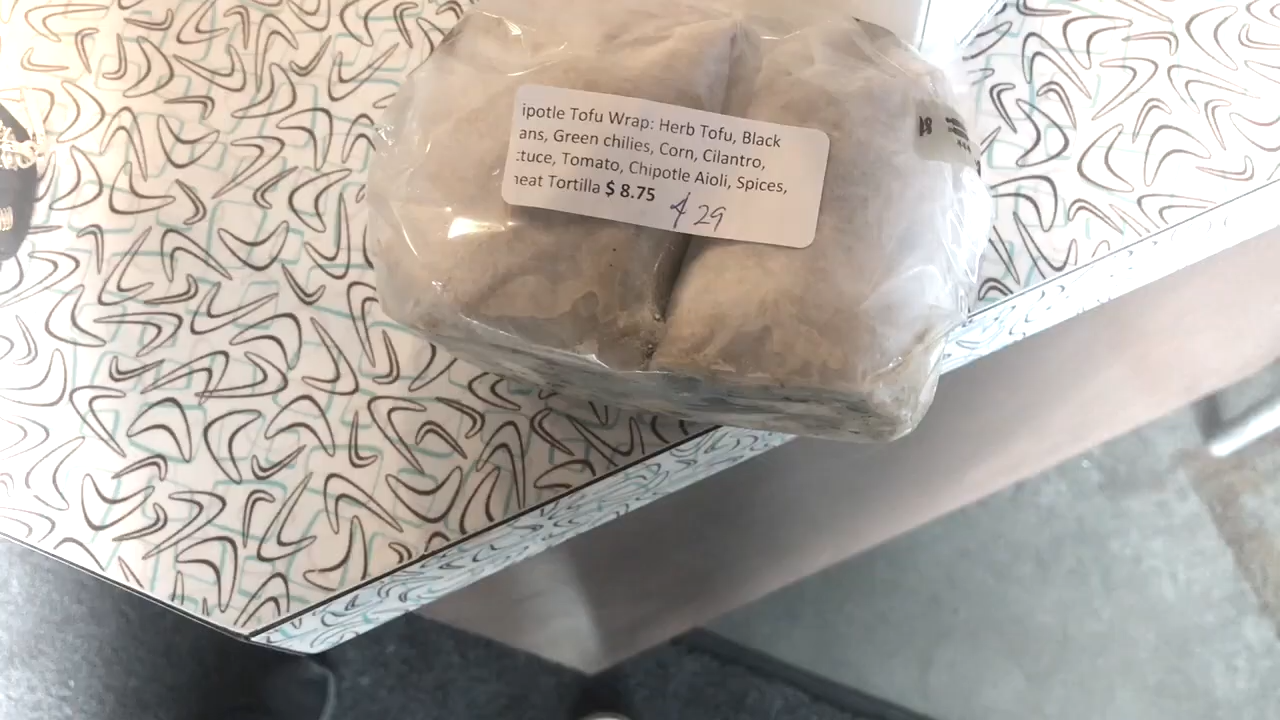 ipotle Tofu Wrap: Herb Tofu, Black
ans, Green chilies, Corn, Cilantro,
tuce, Tomato, Chipotle Aioli, Spices,
eat Tortilla $ 8.75 4 29